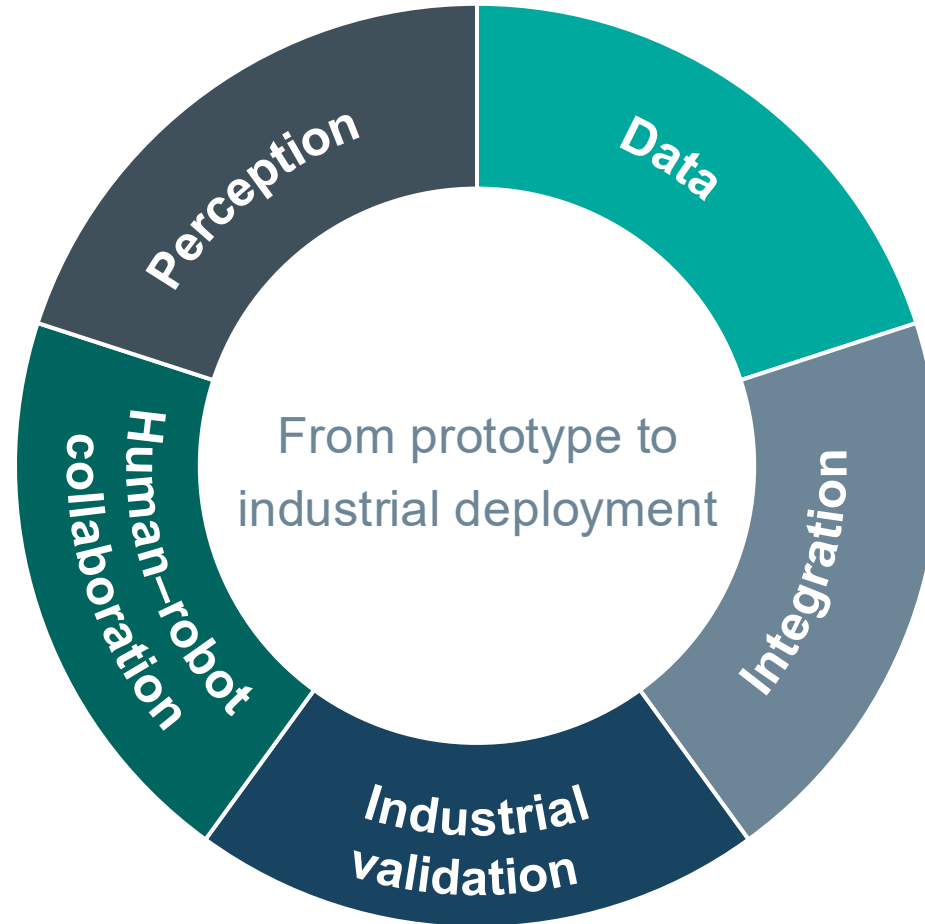 Perception
Data
From prototype to
industrial deployment
Human–robot
collaboration
Integration
Industrial
validation